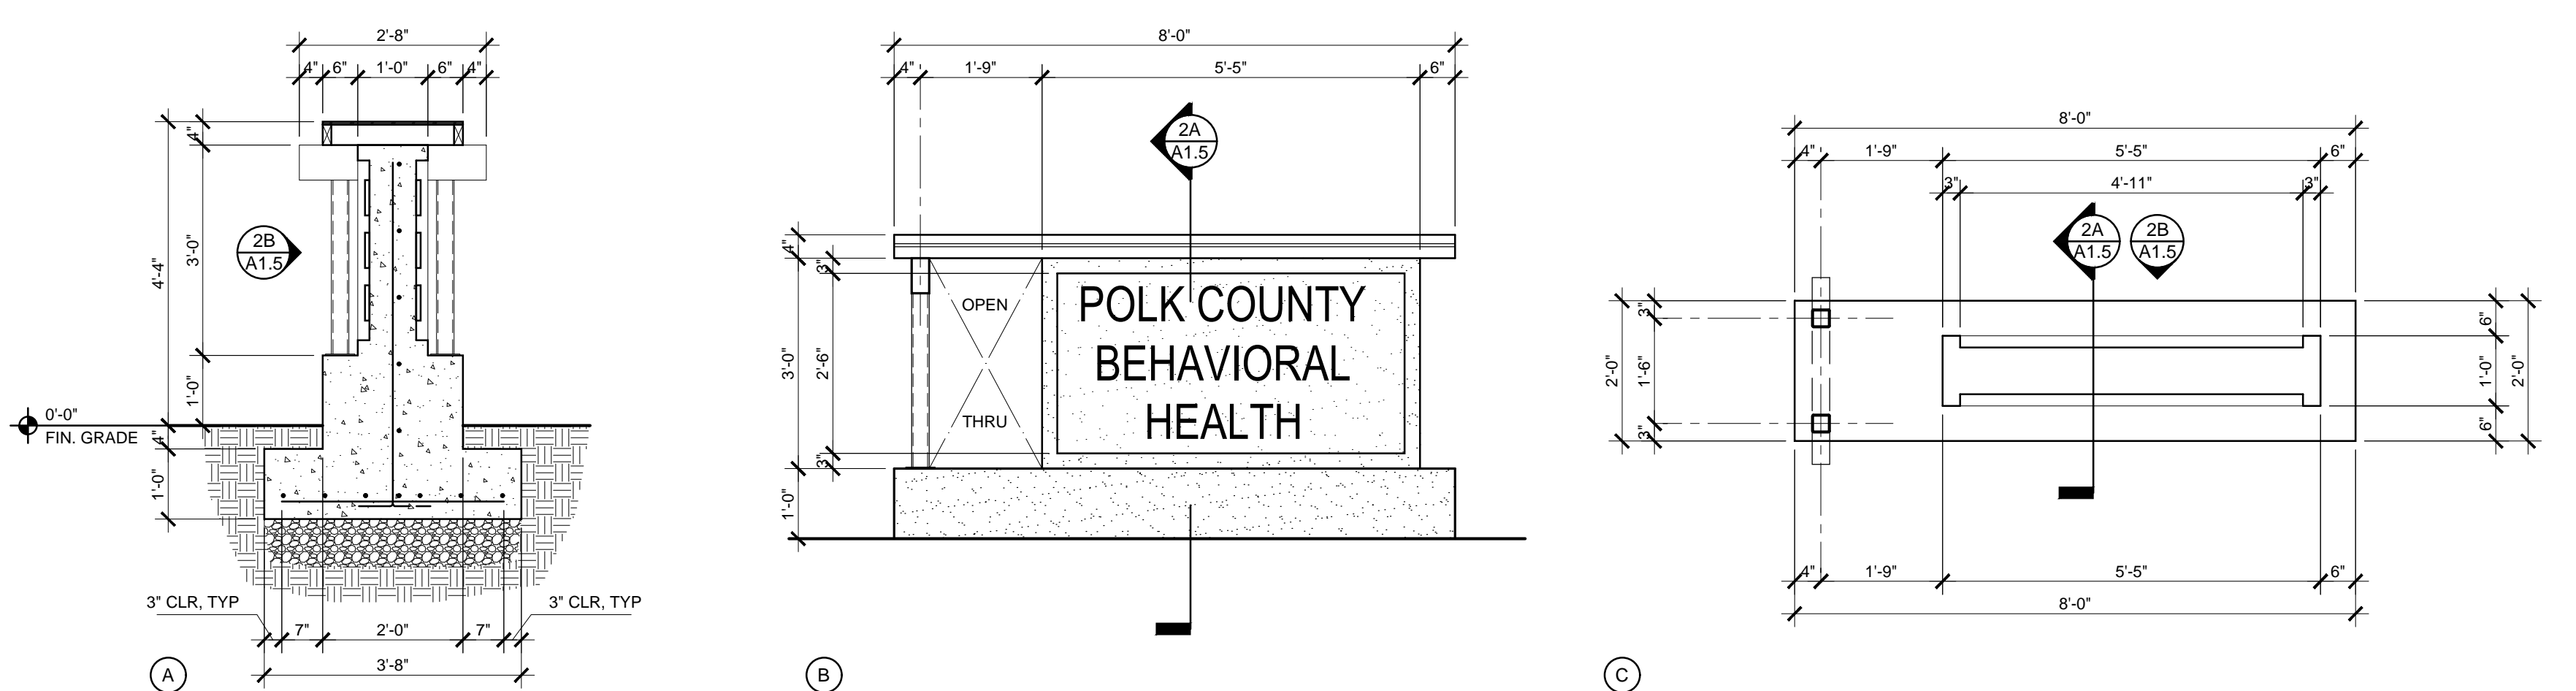 2'-8"
4" 6" 1'-0" 6" 4"
4"
3'-0"
4'-4"
1'-0"
2B
A1.5
0'-0"
FIN. GRADE
4"
1'-0"
3" CLR, TYP
3" CLR, TYP
7" 2'-0" 7"
3'-8"
A
8'-0"
4" 1'-9" 5'-5" 6"
2A
A1.5
4"
3"
3'-0"
2'-6"
3"
1'-0"
OPEN
THRU
POLK COUNTY
BEHAVIORAL
HEALTH
B
8'-0"
4" 1'-9" 5'-5" 6"
3" 4'-11" 3"
2A
A1.5
2B
A1.5
3"
2'-0"
1'-6"
3"
6"
1'-0"
2'-0"
6"
4" 1'-9" 5'-5" 6"
8'-0"
C